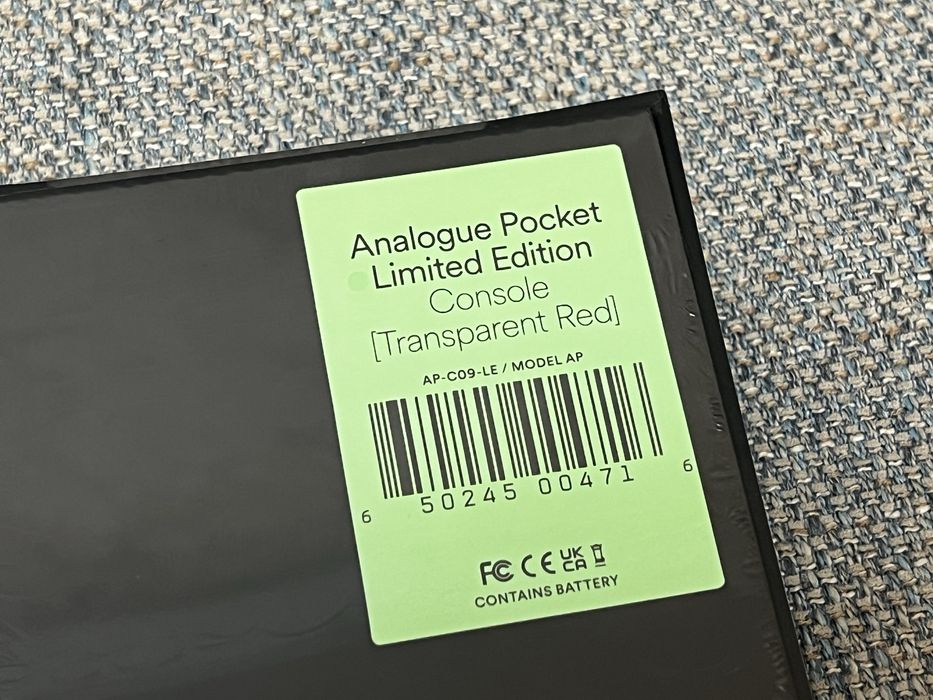 Analogue Pocket
Limited Edition
Console
[Transparent Red]
AP-C09-LE / MODEL AP
6 50245 00471 6
FC CE UK CA
CONTAINS BATTERY